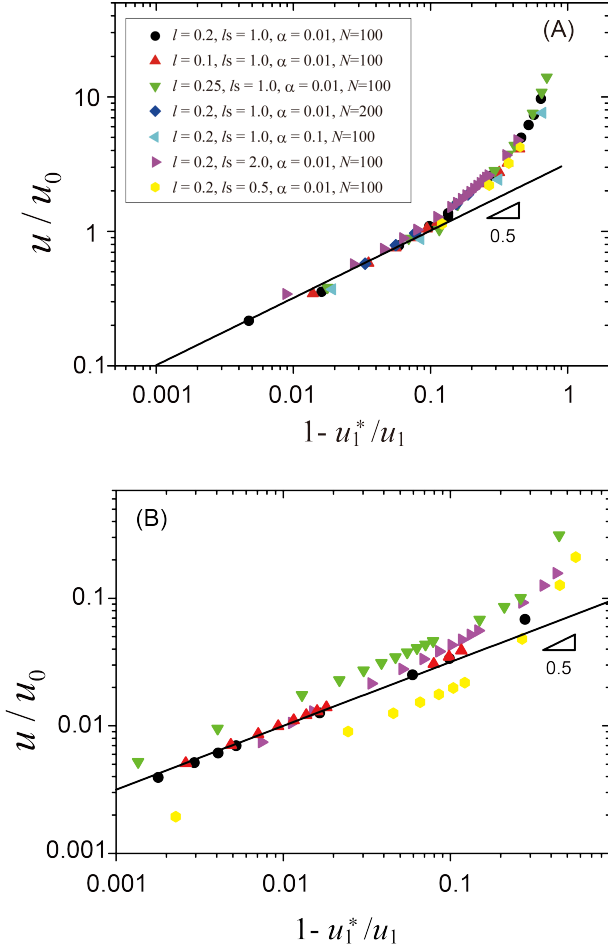 (A)
l = 0.2, ls = 1.0, α = 0.01, N=100
l = 0.1, ls = 1.0, α = 0.01, N=100
l = 0.25, ls = 1.0, α = 0.01, N=100
l = 0.2, ls = 1.0, α = 0.01, N=200
l = 0.2, ls = 1.0, α = 0.1, N=100
l = 0.2, ls = 2.0, α = 0.01, N=100
l = 0.2, ls = 0.5, α = 0.01, N=100
10
1
0.1
u / u₀
0.5
0.001 0.01 0.1 1
1- u₁*/u₁
(B)
0.1
0.01
0.001
u / u₀
0.5
0.001 0.01 0.1
1- u₁*/u₁